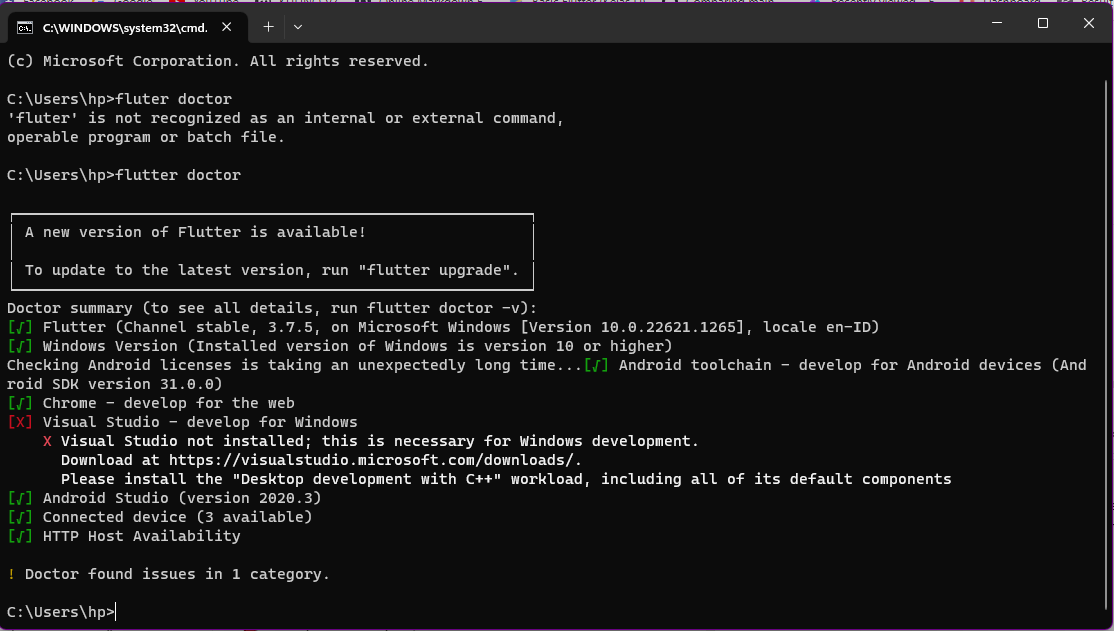 C:\WINDOWS\system32\cmd.
(c) Microsoft Corporation. All rights reserved.
C:\Users\hp>fluter doctor
'fluter' is not recognized as an internal or external command,
operable program or batch file.
C:\Users\hp>flutter doctor
A new version of Flutter is available!
To update to the latest version, run "flutter upgrade".
Doctor summary (to see all details, run flutter doctor -v):
[√] Flutter (Channel stable, 3.7.5, on Microsoft Windows [Version 10.0.22621.1265], locale en-ID)
[√] Windows Version (Installed version of Windows is version 10 or higher)
Checking Android licenses is taking an unexpectedly long time...[√] Android toolchain - develop for Android devices (And
roid SDK version 31.0.0)
[√] Chrome - develop for the web
[X] Visual Studio - develop for Windows
X Visual Studio not installed; this is necessary for Windows development.
Download at https://visualstudio.microsoft.com/downloads/.
Please install the "Desktop development with C++" workload, including all of its default components
[√] Android Studio (version 2020.3)
[√] Connected device (3 available)
[√] HTTP Host Availability
! Doctor found issues in 1 category.
C:\Users\hp>